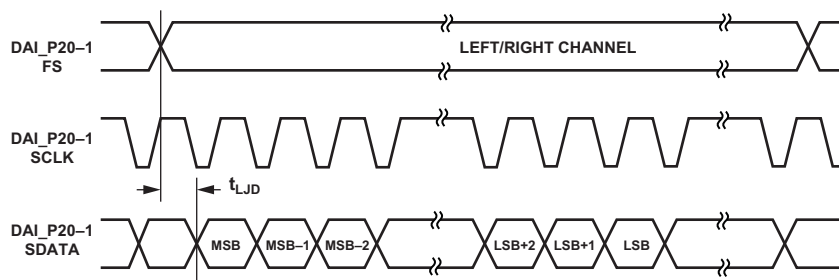 DAI_P20–1
FS
LEFT/RIGHT CHANNEL
DAI_P20–1
SCLK
tLJD
DAI_P20–1
SDATA
MSB
MSB–1
MSB–2
LSB+2
LSB+1
LSB